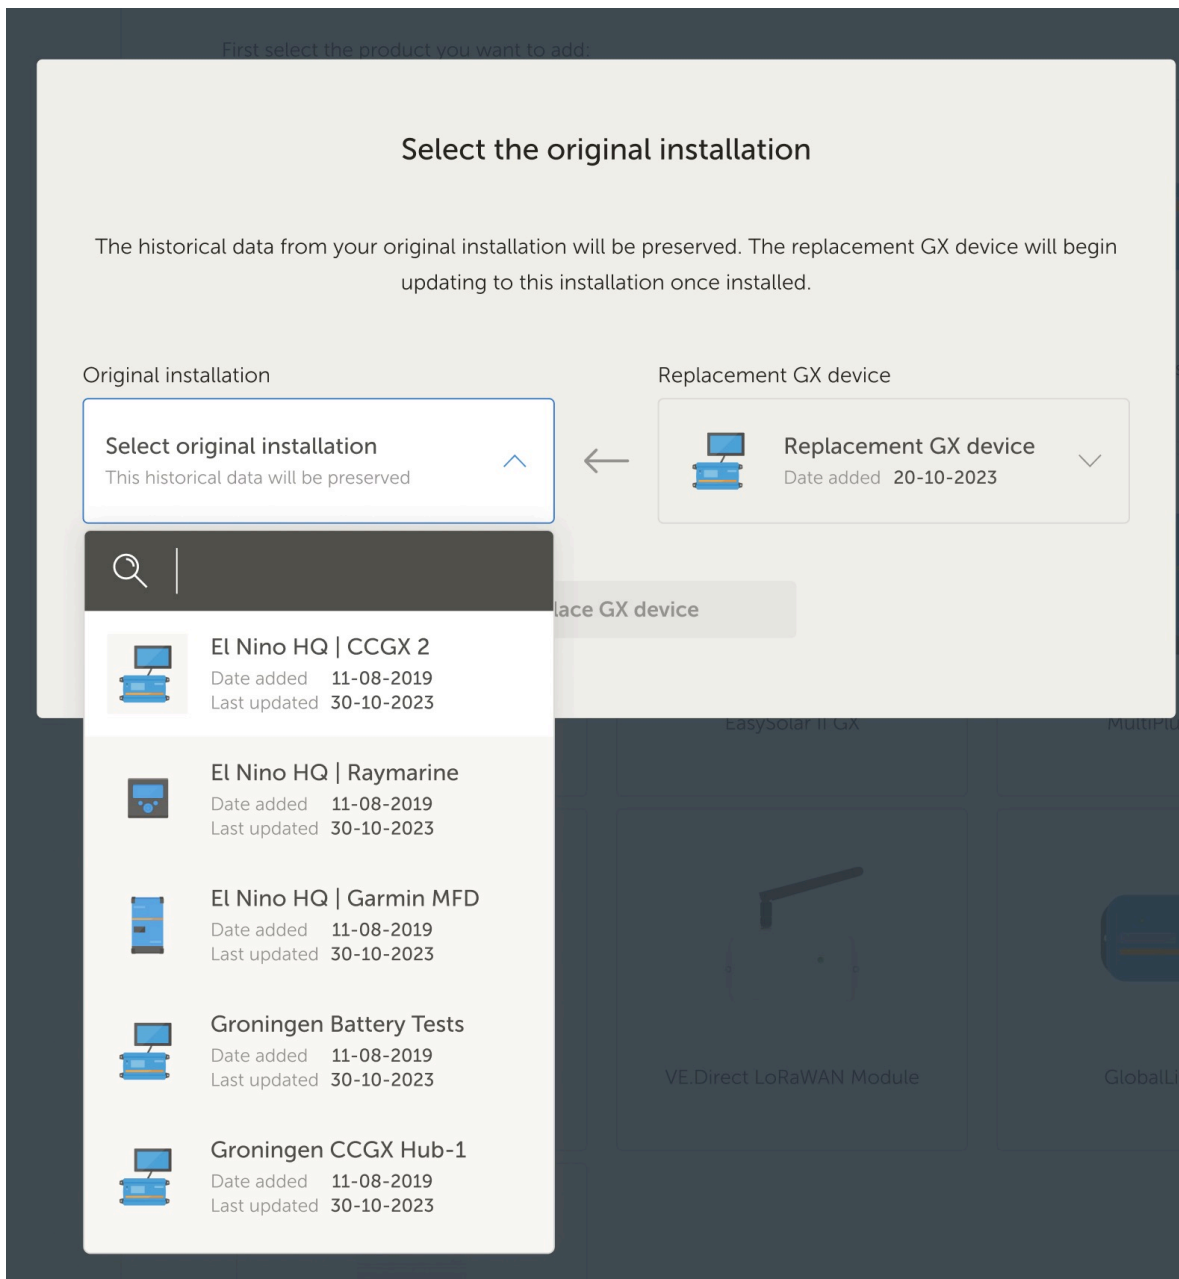 First select the product you want to add:
Select the original installation
The historical data from your original installation will be preserved. The replacement GX device will begin
updating to this installation once installed.
Original installation
Replacement GX device
Select original installation
This historical data will be preserved
Replacement GX device
Date added 20-10-2023
lace GX device
El Nino HQ | CCGX 2
Date added 11-08-2019
Last updated 30-10-2023
El Nino HQ | Raymarine
Date added 11-08-2019
Last updated 30-10-2023
El Nino HQ | Garmin MFD
Date added 11-08-2019
Last updated 30-10-2023
Groningen Battery Tests
Date added 11-08-2019
Last updated 30-10-2023
Groningen CCGX Hub-1
Date added 11-08-2019
Last updated 30-10-2023
EasySolar II GX
VE.Direct LoRaWAN Module